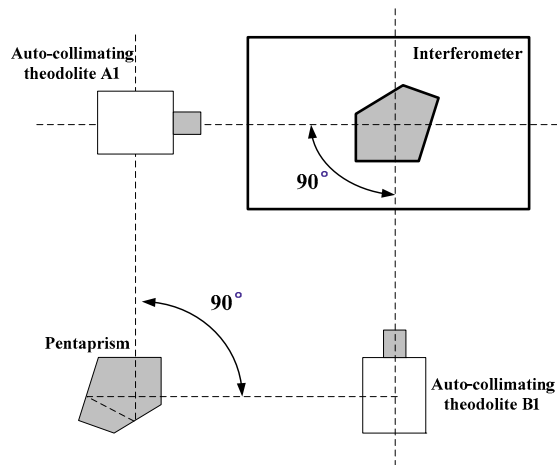 Auto-collimating
theodolite A1
Interferometer
90°
90°
Pentaprism
Auto-collimating
theodolite B1